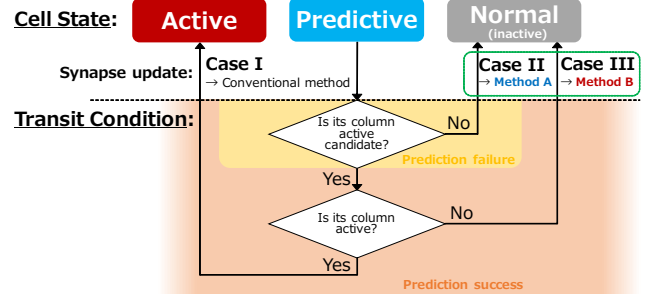 Cell State:
Active
Predictive
Normal
(inactive)
Synapse update:
Case I
→ Conventional method
Case II
→ Method A
Case III
→ Method B
Transit Condition:
Is its column
active
candidate?
No
Prediction failure
Yes
Is its column
active?
No
Yes
Prediction success